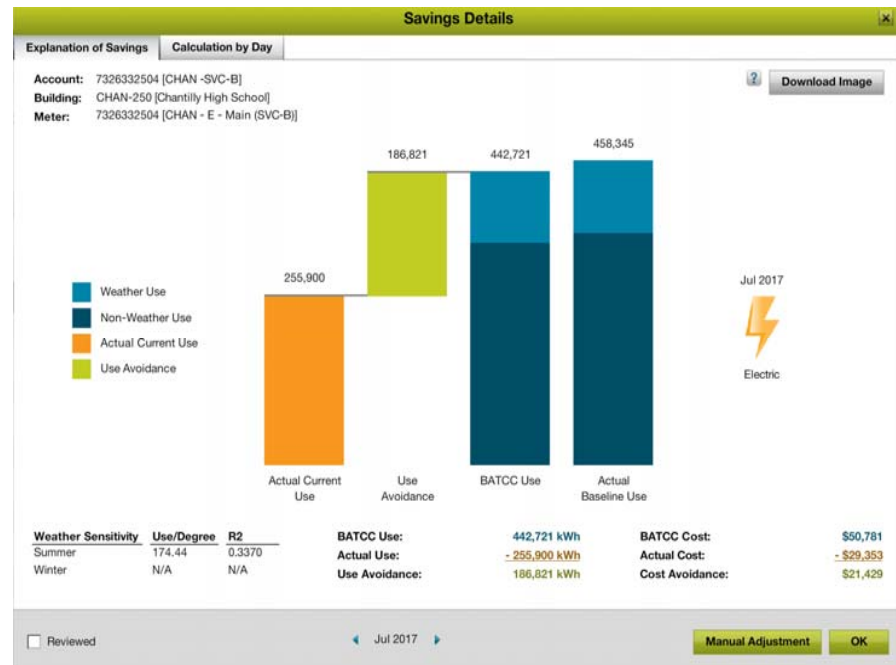 Savings Details
Explanation of Savings
Calculation by Day
Account: 7326332504 [CHAN -SVC-B]
Building: CHAN-250 [Chantilly High School]
Meter: 7326332504 [CHAN - E - Main (SVC-B)]
?
Download Image
458,345
186,821
442,721
255,900
Weather Use
Non-Weather Use
Actual Current Use
Use Avoidance
Jul 2017
Electric
Actual Current
Use
Use
Avoidance
BATCC Use
Actual
Baseline Use
Weather Sensitivity Use/Degree R2
Summer 174.44 0.3370
Winter N/A N/A
BATCC Use: 442,721 kWh
Actual Use: - 255,900 kWh
Use Avoidance: 186,821 kWh
BATCC Cost: $50,781
Actual Cost: - $29,353
Cost Avoidance: $21,429
Reviewed
Jul 2017
Manual Adjustment
OK